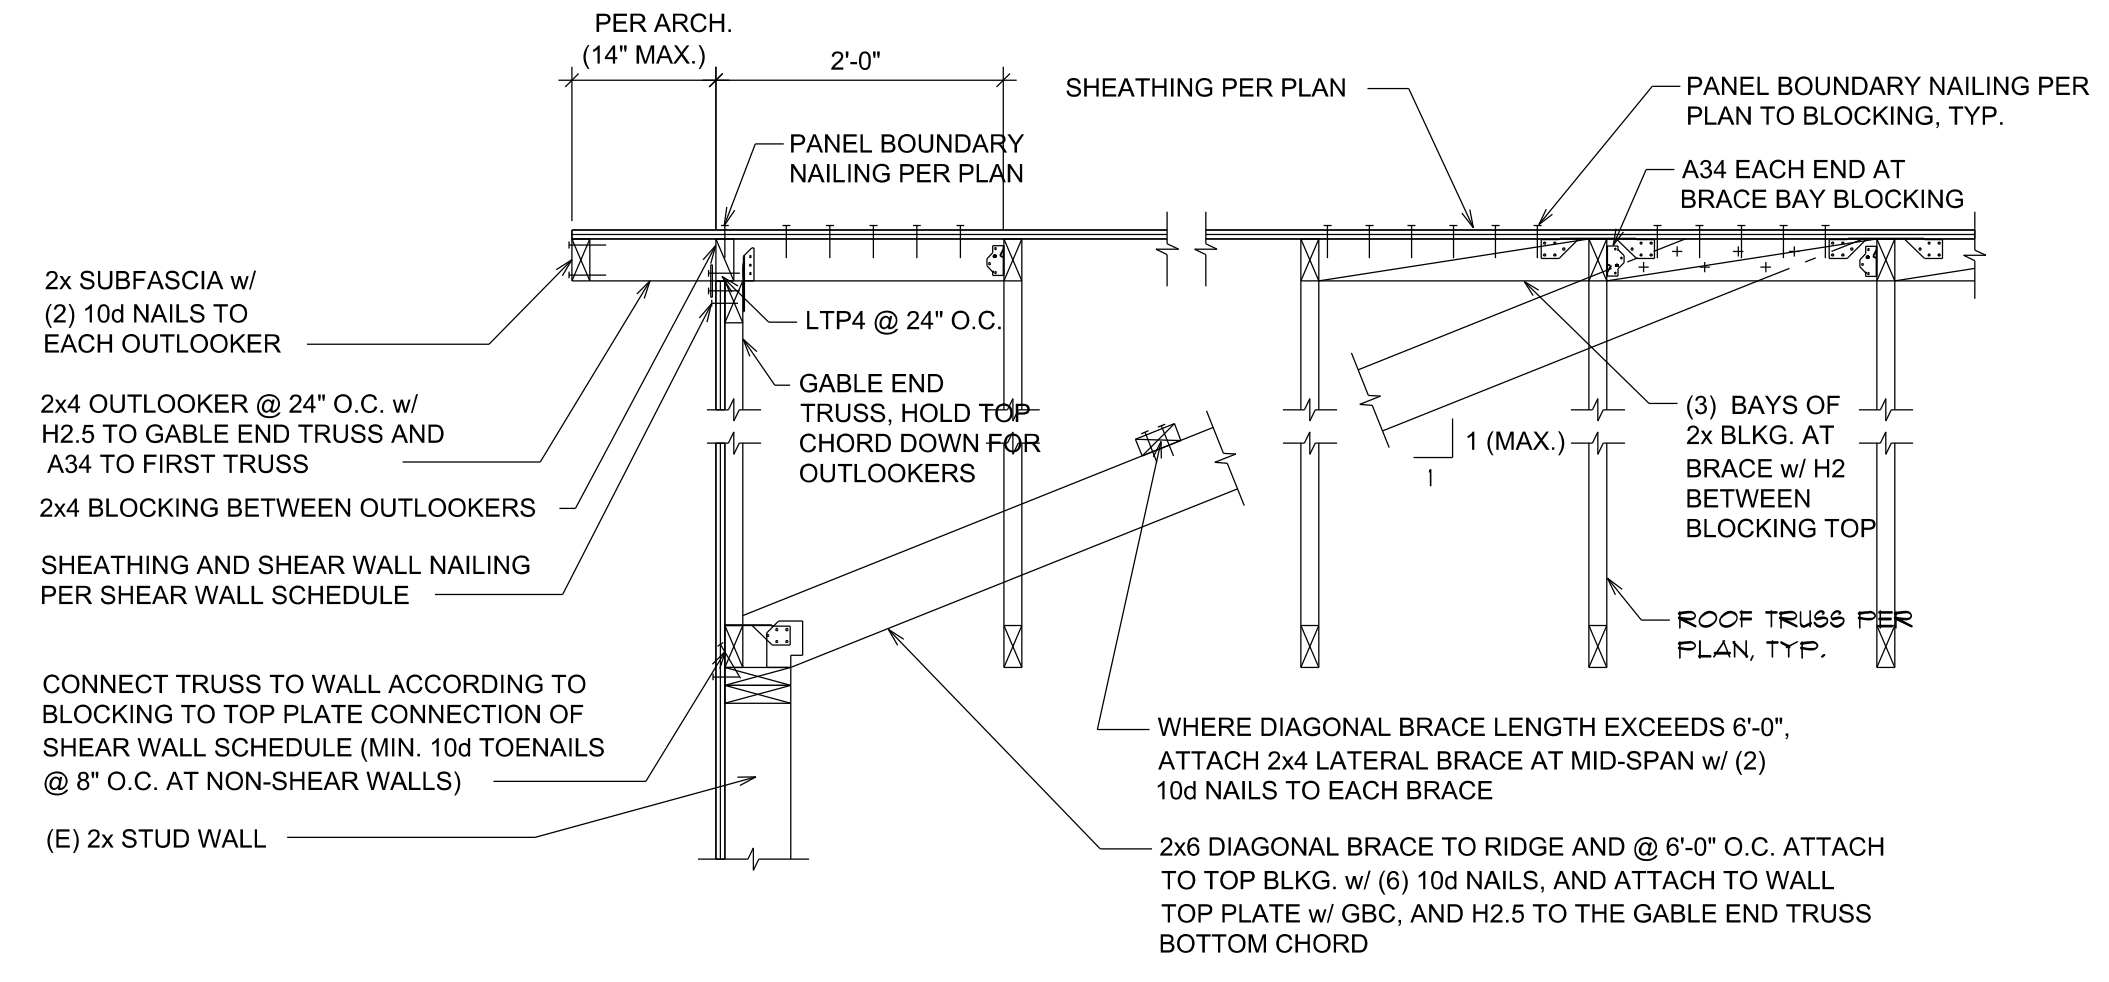 PER ARCH.
(14" MAX.)
2'-0"
SHEATHING PER PLAN
PANEL BOUNDARY NAILING PER
PLAN TO BLOCKING, TYP.
PANEL BOUNDARY
NAILING PER PLAN
A34 EACH END AT
BRACE BAY BLOCKING
2x SUBFASCIA w/
(2) 10d NAILS TO
EACH OUTLOOKER
LTP4 @ 24" O.C.
2x4 OUTLOOKER @ 24" O.C. w/
H2.5 TO GABLE END TRUSS AND
A34 TO FIRST TRUSS
GABLE END
TRUSS, HOLD TOP
CHORD DOWN FOR
OUTLOOKERS
1 (MAX.)
1
(3) BAYS OF
2x BLKG. AT
BRACE w/ H2
BETWEEN
BLOCKING TOP
2x4 BLOCKING BETWEEN OUTLOOKERS
SHEATHING AND SHEAR WALL NAILING
PER SHEAR WALL SCHEDULE
ROOF TRUSS PER
PLAN, TYP.
CONNECT TRUSS TO WALL ACCORDING TO
BLOCKING TO TOP PLATE CONNECTION OF
SHEAR WALL SCHEDULE (MIN. 10d TOENAILS
@ 8" O.C. AT NON-SHEAR WALLS)
WHERE DIAGONAL BRACE LENGTH EXCEEDS 6'-0",
ATTACH 2x4 LATERAL BRACE AT MID-SPAN w/ (2)
10d NAILS TO EACH BRACE
(E) 2x STUD WALL
2x6 DIAGONAL BRACE TO RIDGE AND @ 6'-0" O.C. ATTACH
TO TOP BLKG. w/ (6) 10d NAILS, AND ATTACH TO WALL
TOP PLATE w/ GBC, AND H2.5 TO THE GABLE END TRUSS
BOTTOM CHORD